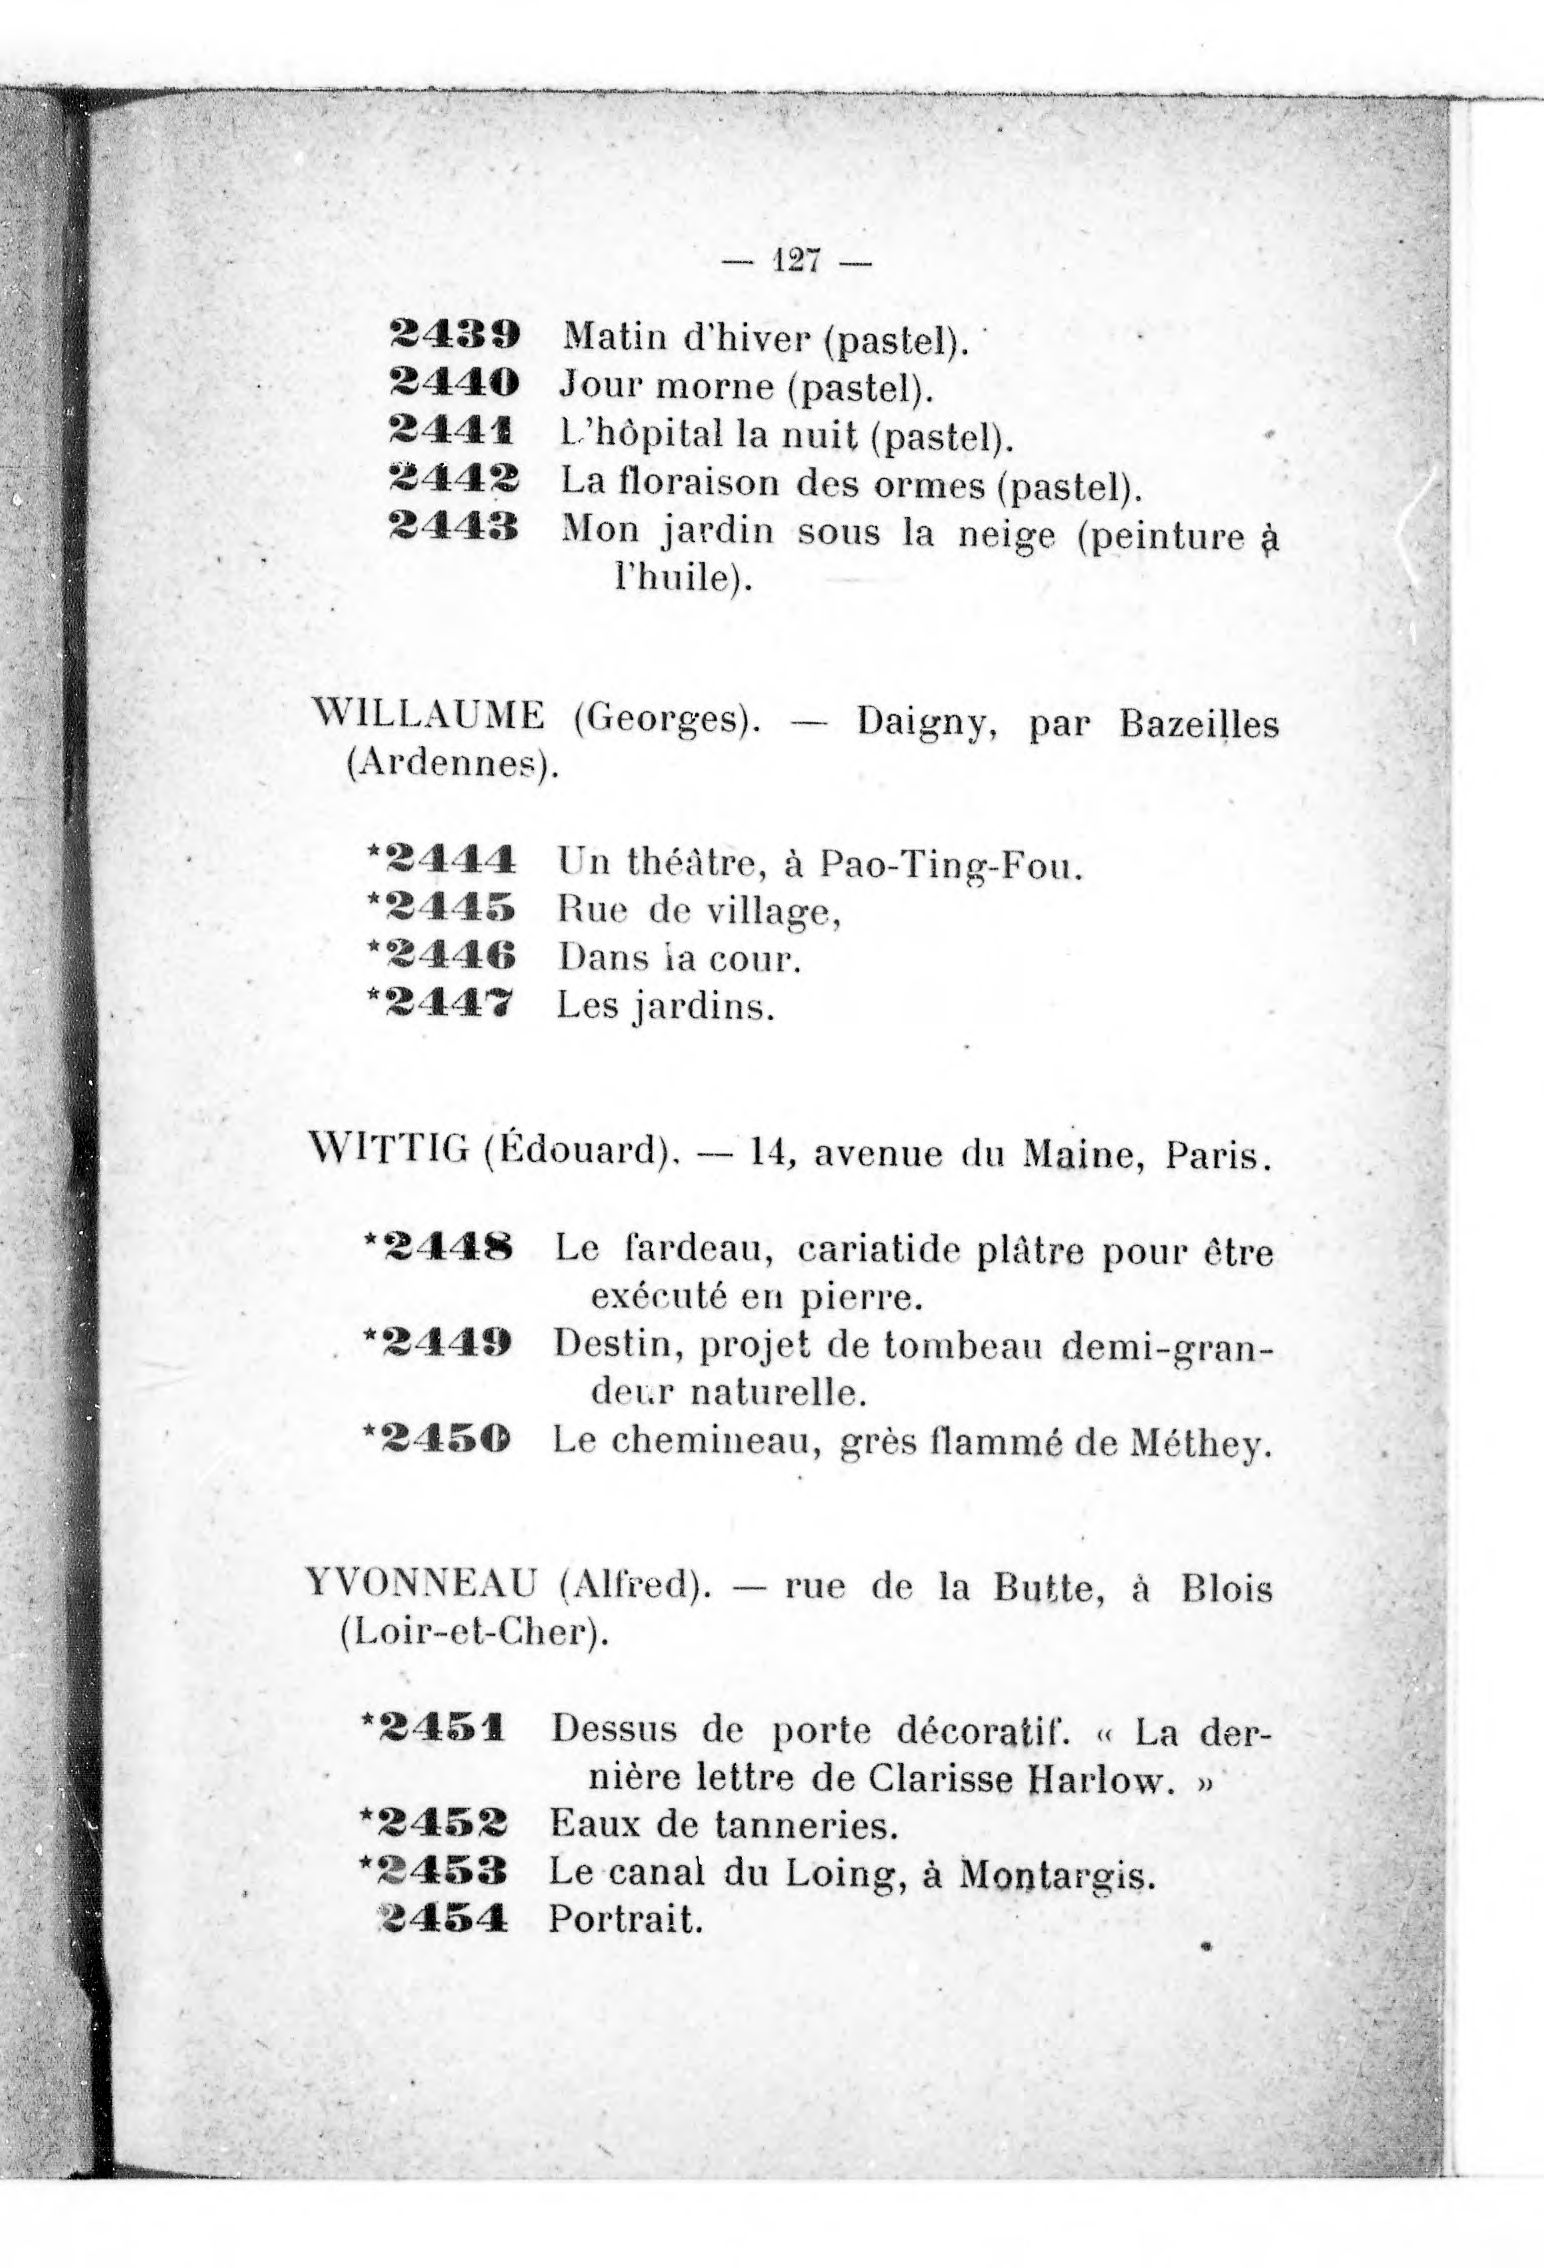 — 127 —
2439 Matin d'hiver (pastel).
2440 Jour morne (pastel).
2441 L'hôpital la nuit (pastel).
2442 La floraison des ormes (pastel).
2443 Mon jardin sous la neige (peinture à
l'huile).
WILLAUME (Georges). — Daigny, par Bazeilles
(Ardennes).
*2444 Un théâtre, à Pao-Ting-Fou.
*2445 Rue de village,
*2446 Dans la cour.
*2447 Les jardins.
WITTIG (Édouard). — 14, avenue du Maine, Paris.
*2448 Le fardeau, cariatide plâtre pour être
exécuté en pierre.
*2449 Destin, projet de tombeau demi-gran-
deur naturelle.
*2450 Le chemineau, grès flammé de Méthey.
YVONNEAU (Alfred). — rue de la Butte, à Blois
(Loir-et-Cher).
*2451 Dessus de porte décoratif. « La der-
nière lettre de Clarisse Harlow. »
*2452 Eaux de tanneries.
*2453 Le canal du Loing, à Montargis.
2454 Portrait.